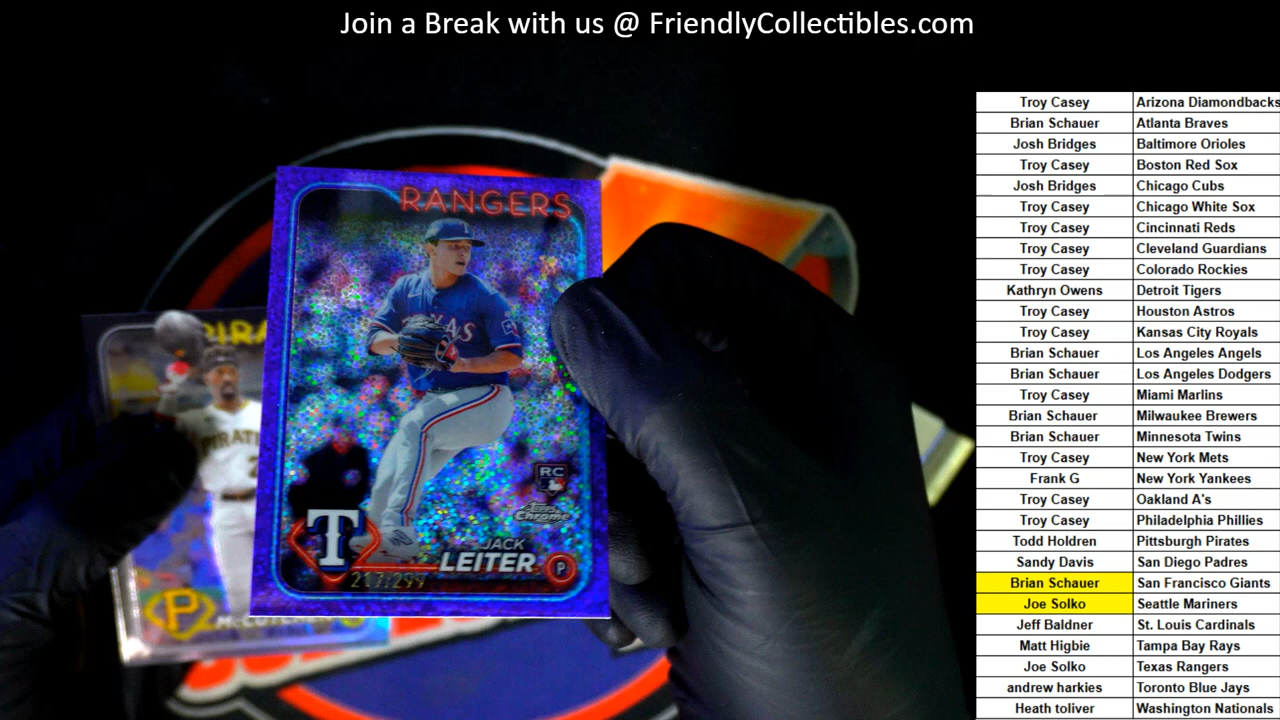 Join a Break with us @ FriendlyCollectibles.com
Troy Casey Arizona Diamondbacks
Brian Schauer Atlanta Braves
Josh Bridges Baltimore Orioles
Troy Casey Boston Red Sox
Josh Bridges Chicago Cubs
Troy Casey Chicago White Sox
Troy Casey Cincinnati Reds
Troy Casey Cleveland Guardians
Troy Casey Colorado Rockies
Kathryn Owens Detroit Tigers
Troy Casey Houston Astros
Troy Casey Kansas City Royals
Brian Schauer Los Angeles Angels
Brian Schauer Los Angeles Dodgers
Troy Casey Miami Marlins
Brian Schauer Milwaukee Brewers
Brian Schauer Minnesota Twins
Troy Casey New York Mets
Frank G New York Yankees
Troy Casey Oakland A's
Troy Casey Philadelphia Phillies
Todd Holdren Pittsburgh Pirates
Sandy Davis San Diego Padres
Brian Schauer San Francisco Giants
Joe Solko Seattle Mariners
Jeff Baldner St. Louis Cardinals
Matt Higbie Tampa Bay Rays
Joe Solko Texas Rangers
andrew harkies Toronto Blue Jays
Heath toliver Washington Nationals
RANGERS
RC
Topps
Chrome
T
JACK
LEITER
P
217/299
PIRA
PIRAT
P